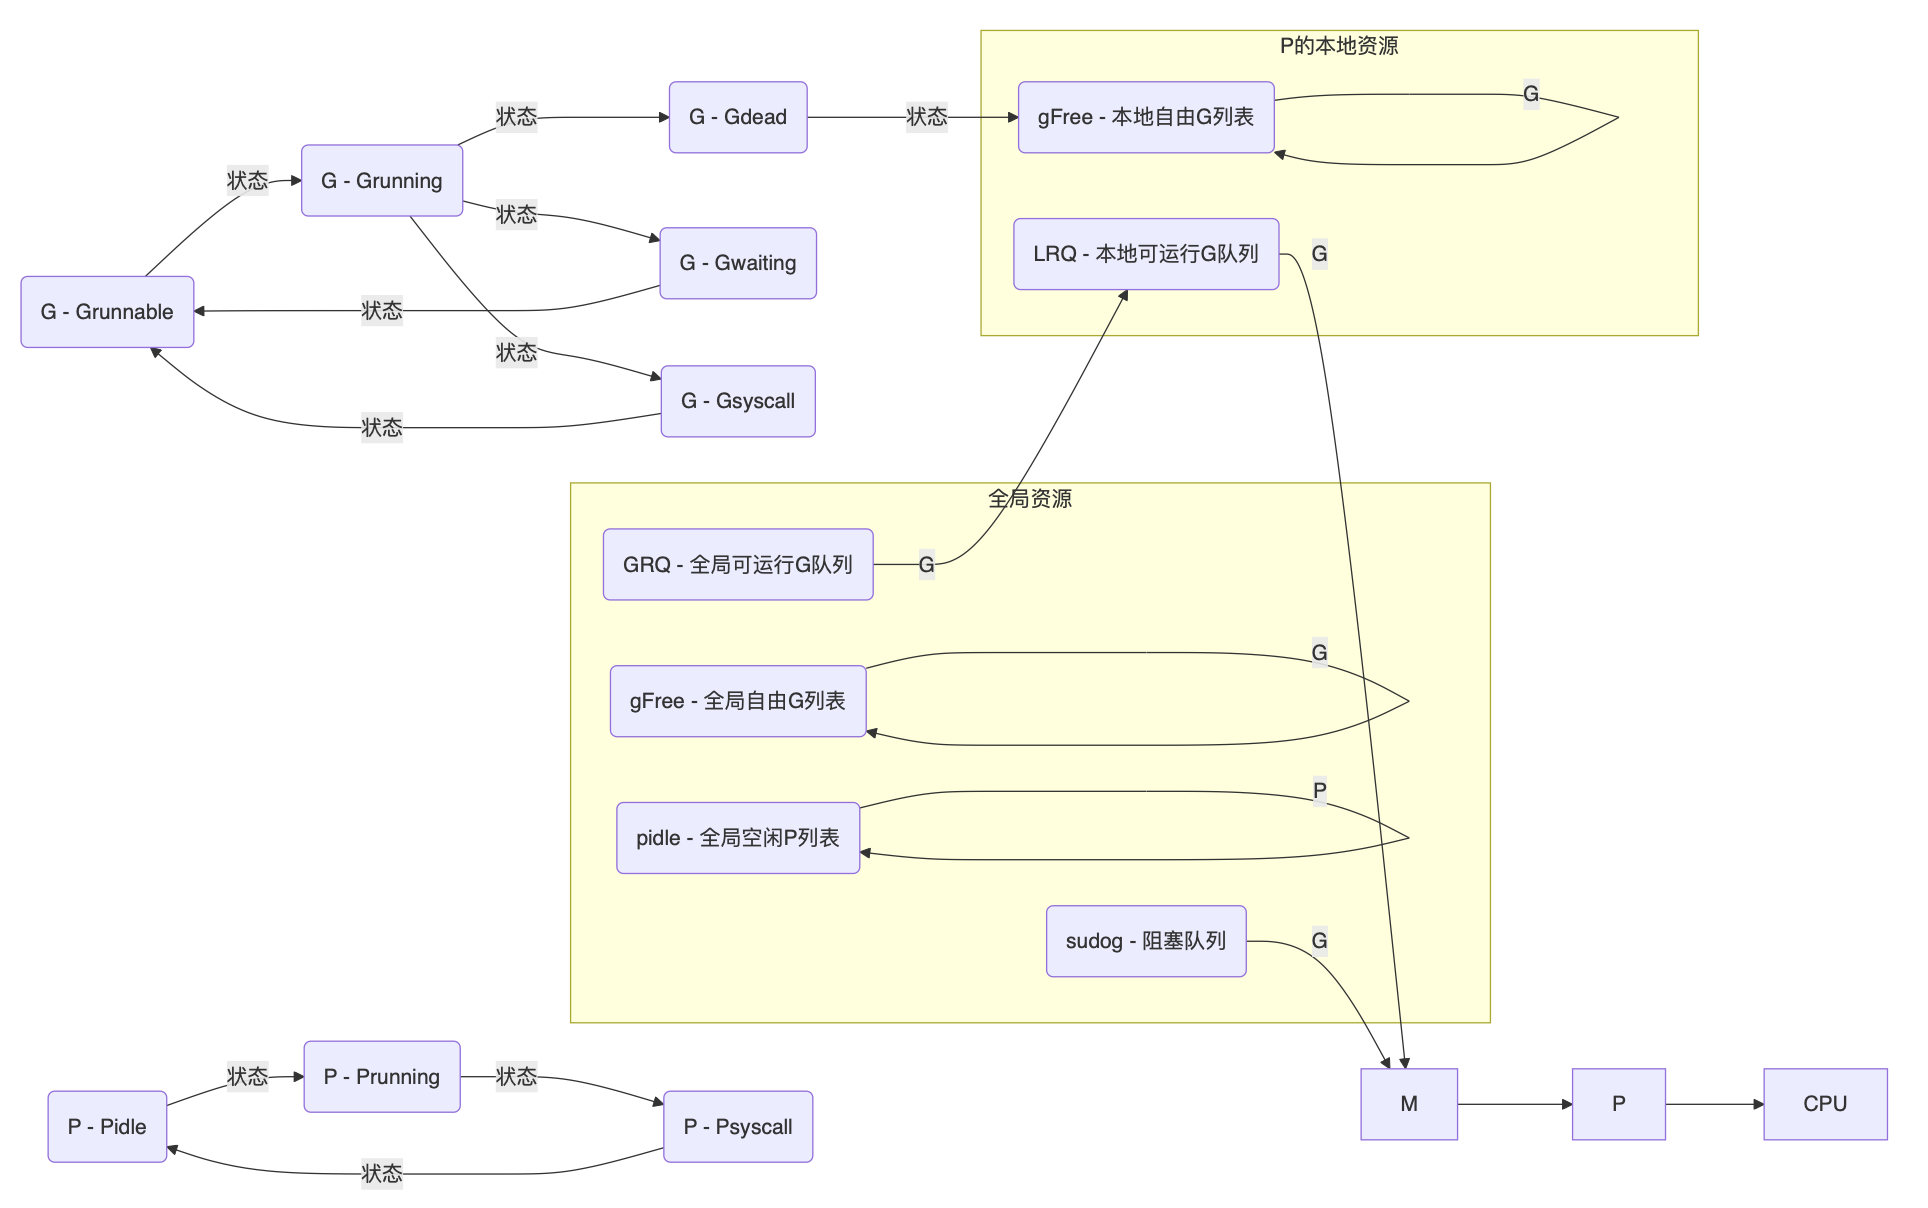 P的本地资源
G - Gdead
状态
gFree - 本地自由G列表
G
状态
G - Grunning
状态
状态
G - Gwaiting
LRQ - 本地可运行G队列
G
G - Grunnable
状态
状态
G - Gsyscall
状态
全局资源
GRQ - 全局可运行G队列
G
gFree - 全局自由G列表
G
pidle - 全局空闲P列表
P
sudog - 阻塞队列
G
P - Pidle
状态
P - Prunning
状态
P - Psyscall
状态
M
P
CPU